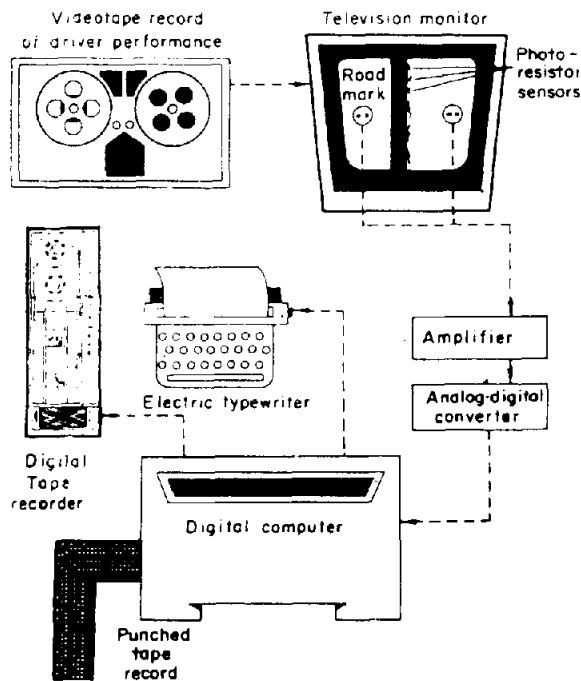 Videotape record
of driver performance
Television monitor
Road
mark
Photo-
resistor
sensors
Amplifier
Analog-digital
converter
Electric typewriter
Digital
Tape
recorder
Digital computer
Punched
tape
record